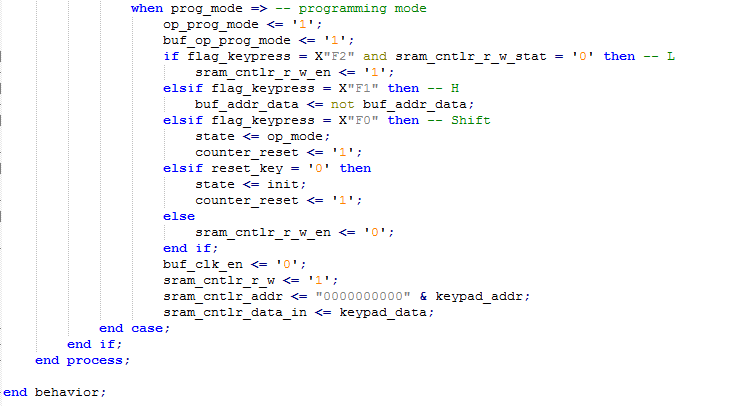 when prog_mode => -- programming mode
op_prog_mode <= '1';
buf_op_prog_mode <= '1';
if flag_keypress = X"F2" and sram_cntlr_r_w_stat = '0' then -- L
sram_cntlr_r_w_en <= '1';
elsif flag_keypress = X"F1" then -- H
buf_addr_data <= not buf_addr_data;
elsif flag_keypress = X"F0" then -- Shift
state <= op_mode;
counter_reset <= '1';
elsif reset_key = '0' then
state <= init;
counter_reset <= '1';
else
sram_cntlr_r_w_en <= '0';
end if;
buf_clk_en <= '0';
sram_cntlr_r_w <= '1';
sram_cntlr_addr <= "0000000000" & keypad_addr;
sram_cntlr_data_in <= keypad_data;
end case;
end if;
end process;
end behavior;